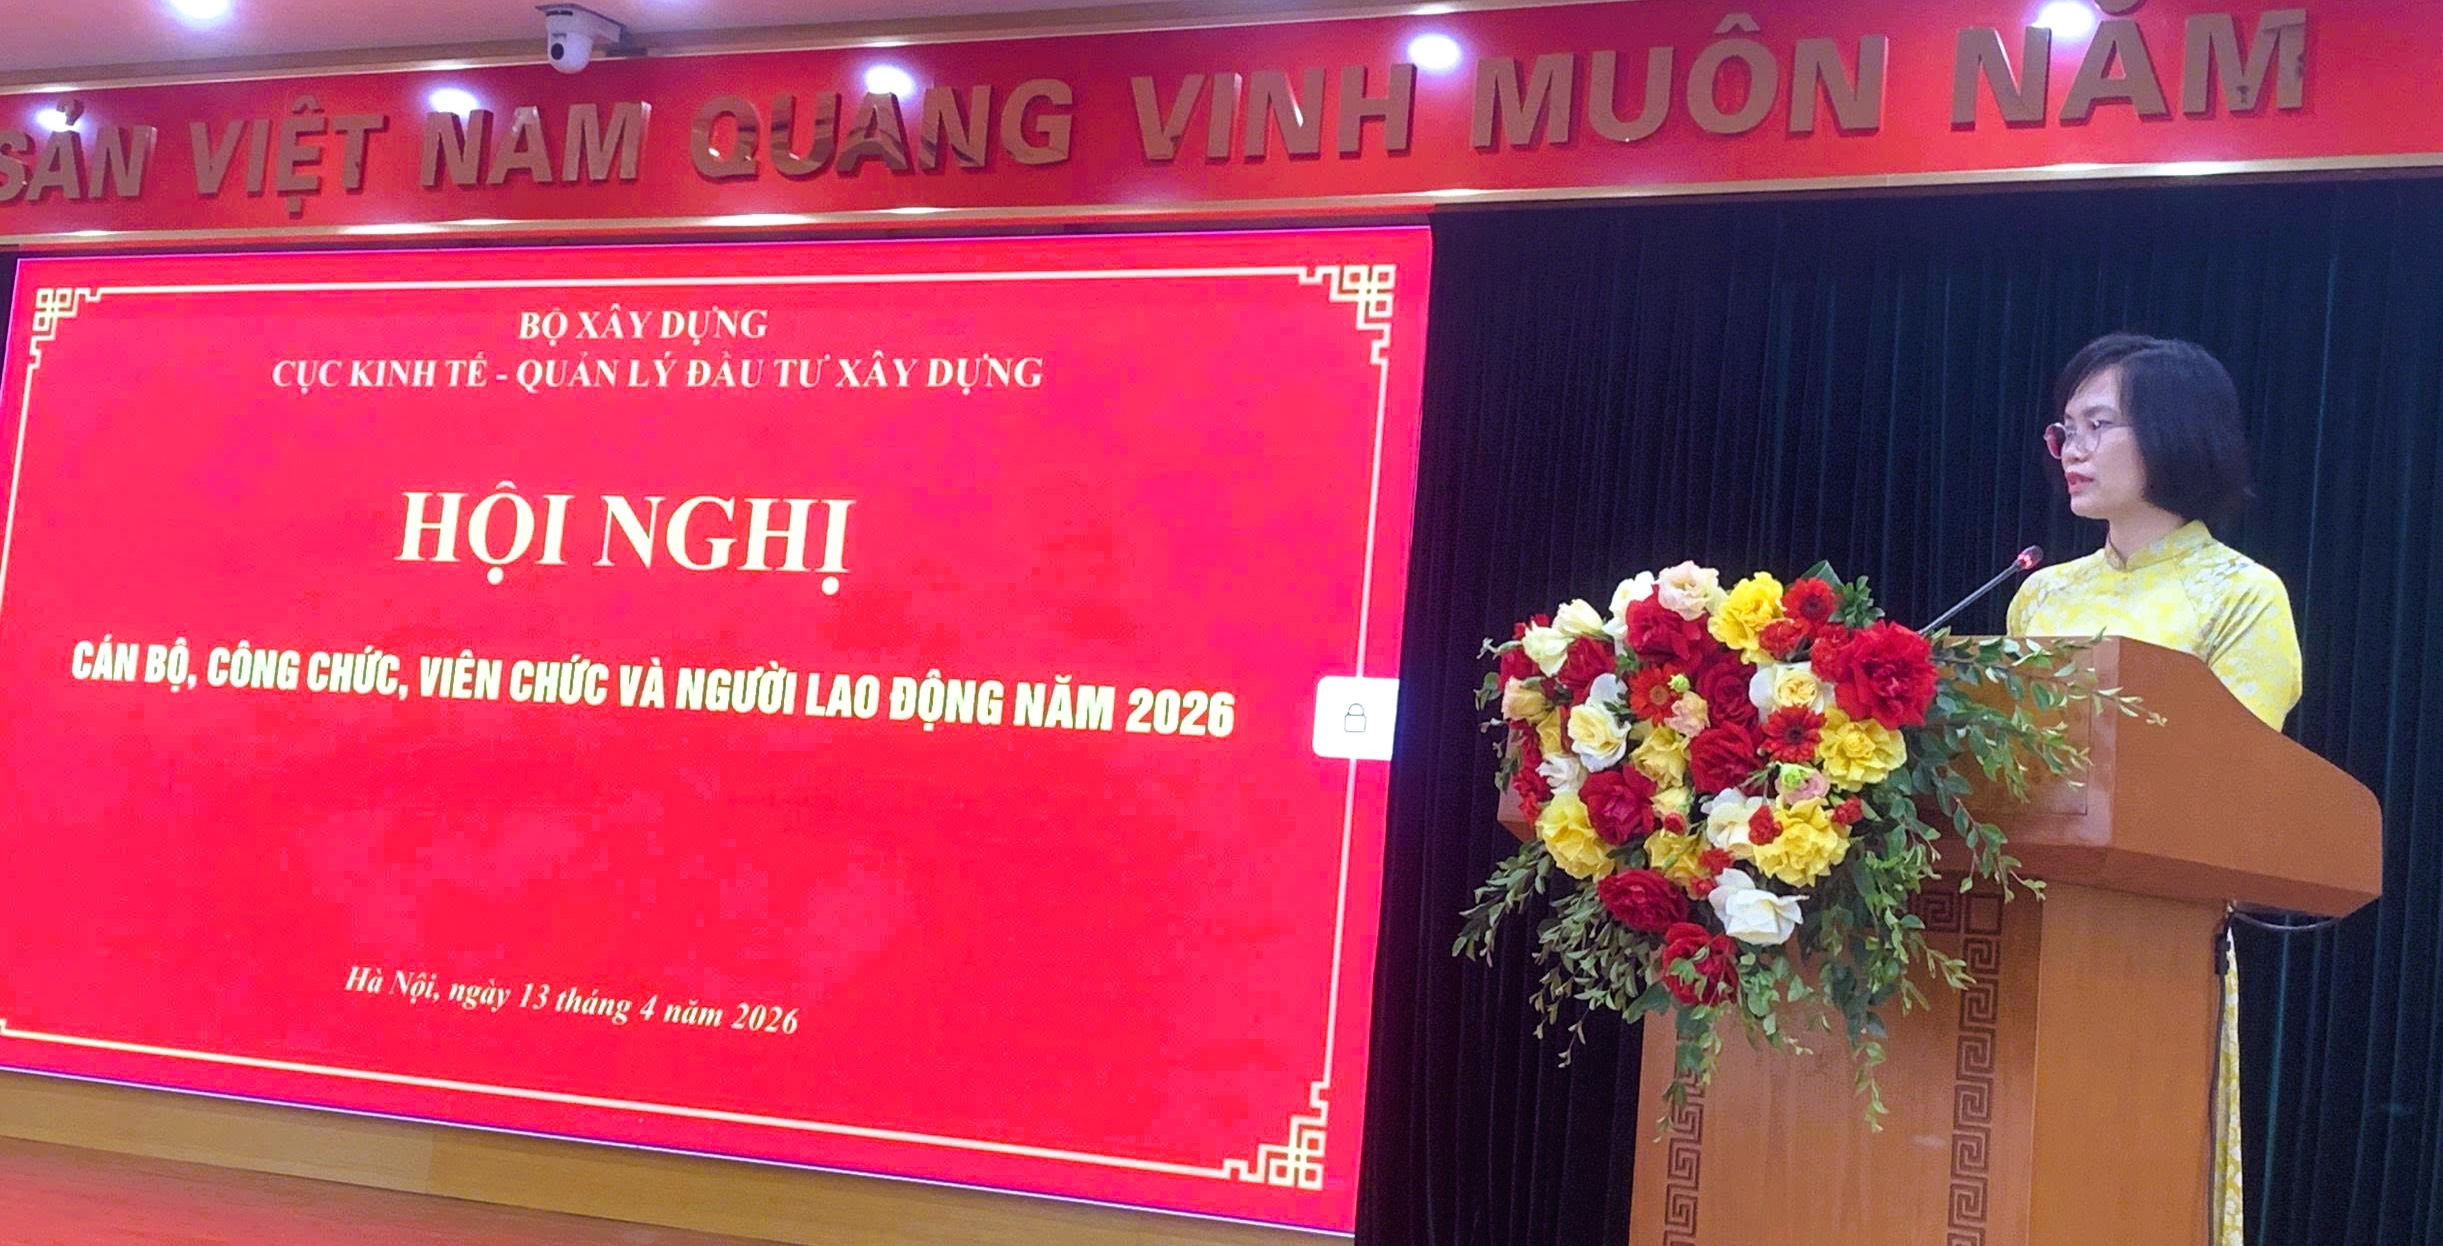 SẢN VIỆT NAM QUANG VINH MUÔN NĂM
BỘ XÂY DỰNG
CỤC KINH TẾ - QUẢN LÝ ĐẦU TƯ XÂY DỰNG
HỘI NGHỊ
CÁN BỘ, CÔNG CHỨC, VIÊN CHỨC VÀ NGƯỜI LAO ĐỘNG NĂM 2026
Hà Nội, ngày 13 tháng 4 năm 2026